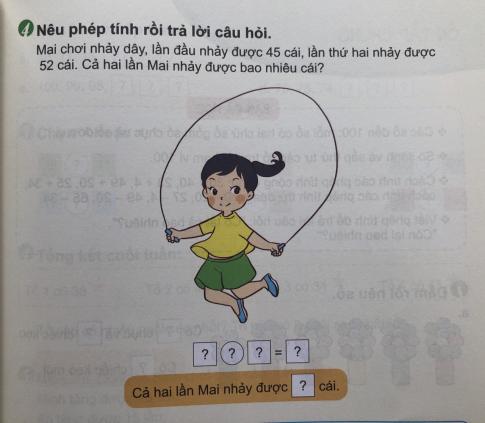 4 Nêu phép tính rồi trả lời câu hỏi.
Mai chơi nhảy dây, lần đầu nhảy được 45 cái, lần thứ hai nhảy được
52 cái. Cả hai lần Mai nhảy được bao nhiêu cái?
? ? ? = ?
Cả hai lần Mai nhảy được ? cái.